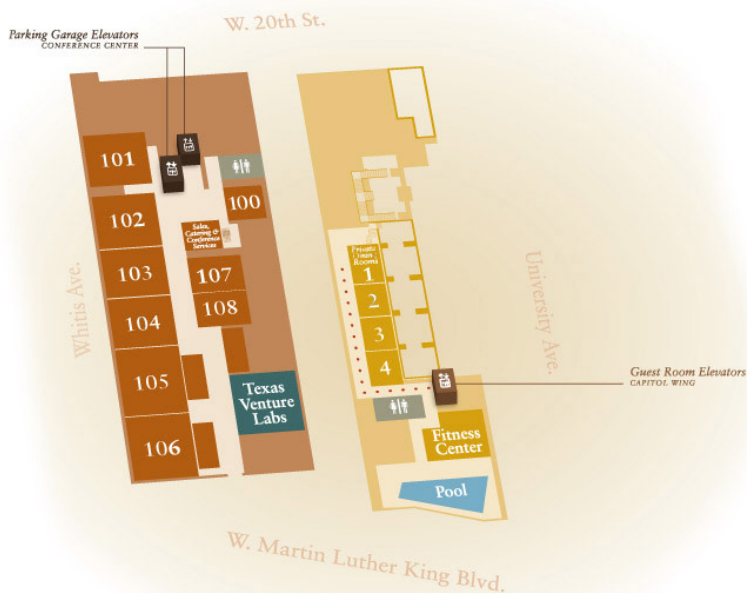 W. 20th St.
Parking Garage Elevators
CONFERENCE CENTER
101
100
102
Sales,
Catering &
Conference
Services
103
107
108
104
105
Texas
Venture
Labs
106
Whitis Ave.
Private
Rooms
1
2
3
4
University Ave.
Guest Room Elevators
CAPITOL WING
Fitness
Center
Pool
W. Martin Luther King Blvd.